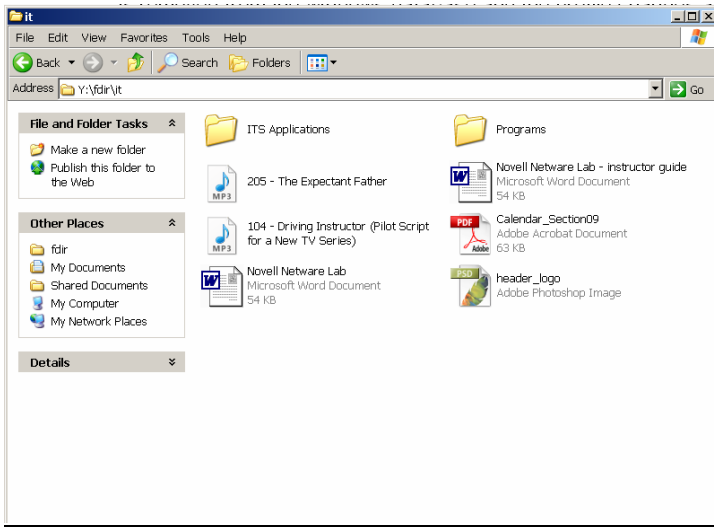 it
File Edit View Favorites Tools Help
Back Search Folders
Address Y:\fdir\it Go
File and Folder Tasks
Make a new folder
Publish this folder to
the Web
Other Places
fdir
My Documents
Shared Documents
My Computer
My Network Places
Details
ITS Applications
Programs
MP3
205 - The Expectant Father
W
Novell Netware Lab - instructor guide
Microsoft Word Document
54 KB
MP3
104 - Driving Instructor (Pilot Script
for a New TV Series)
PDF
Adobe
Calendar_Section09
Adobe Acrobat Document
63 KB
W
Novell Netware Lab
Microsoft Word Document
54 KB
PSD
header_logo
Adobe Photoshop Image